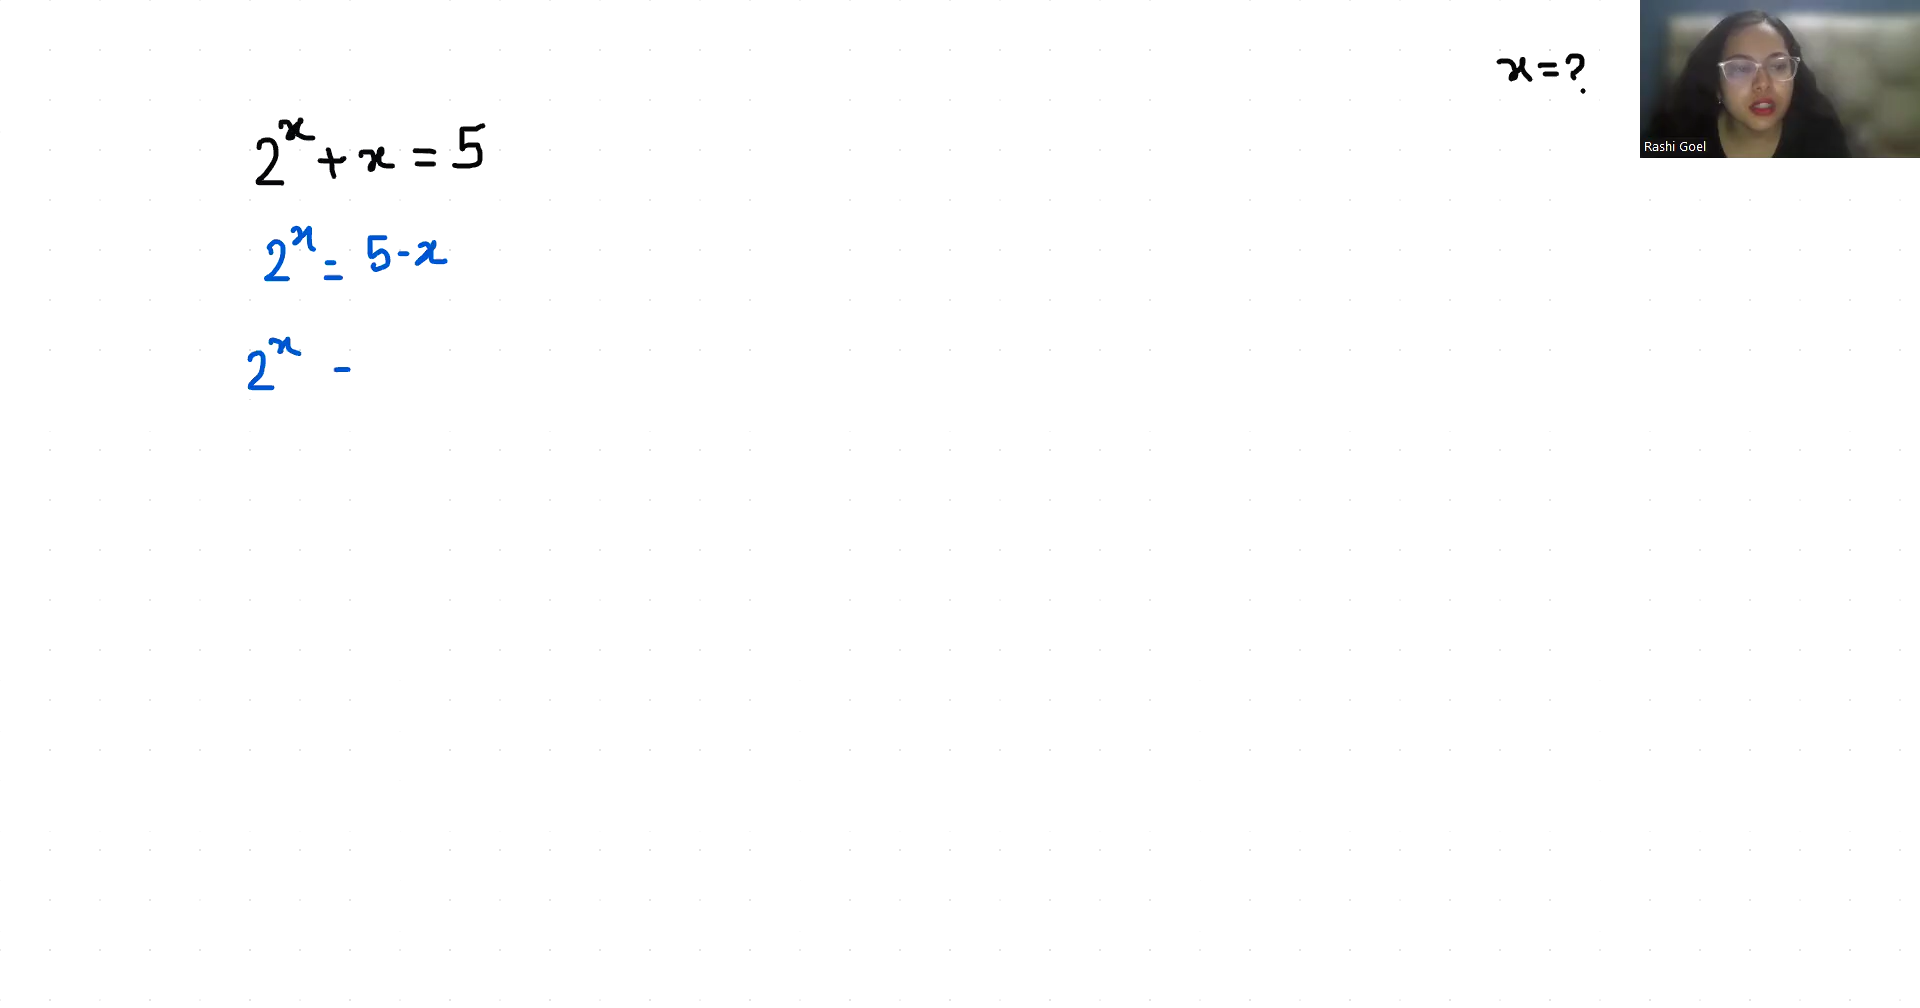 x=?
Rashi Goel
2^x + x = 5
2^x = 5-x
2^x -